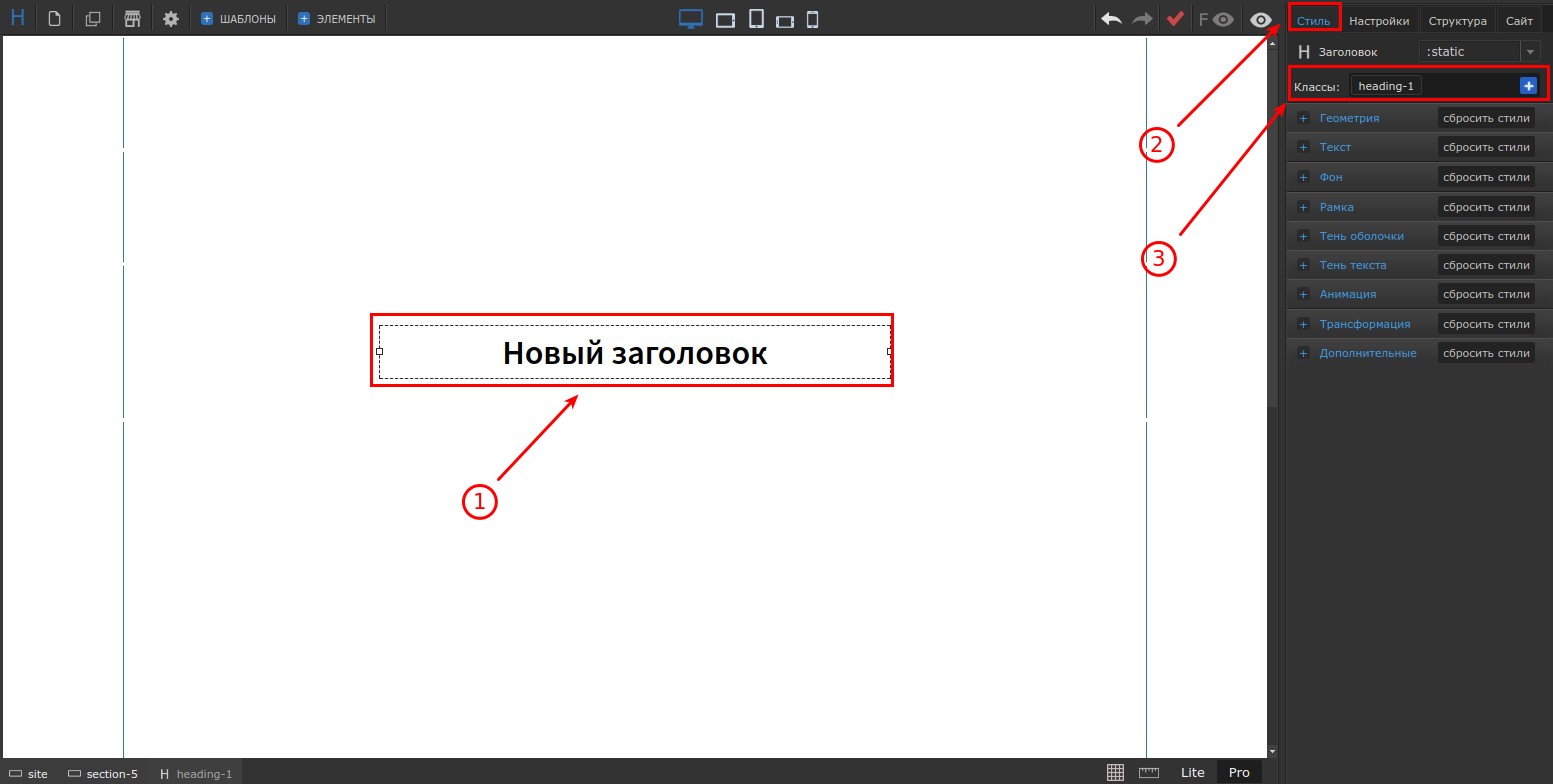 H ШАБЛОНЫ ЭЛЕМЕНТЫ F
Стиль Настройки Структура Сайт
H Заголовок :static
Классы: heading-1
Геометрия сбросить стили
Текст сбросить стили
Фон сбросить стили
Рамка сбросить стили
Тень оболочки сбросить стили
Тень текста сбросить стили
Анимация сбросить стили
Трансформация сбросить стили
Дополнительные сбросить стили
2
3
Новый заголовок
1
site section-5 H heading-1 Lite Pro